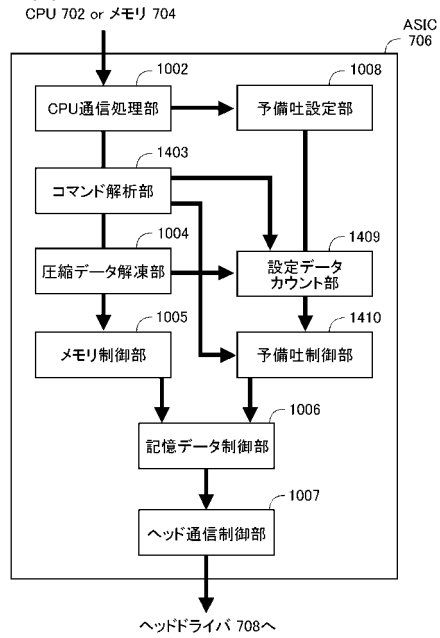 CPU 702 or メモリ 704
ASIC
706
1002
CPU通信処理部
1008
予備吐設定部
1403
コマンド解析部
1004
圧縮データ解凍部
1409
設定データ
カウント部
1005
メモリ制御部
1410
予備吐制御部
1006
記憶データ制御部
1007
ヘッド通信制御部
ヘッドドライバ 708へ